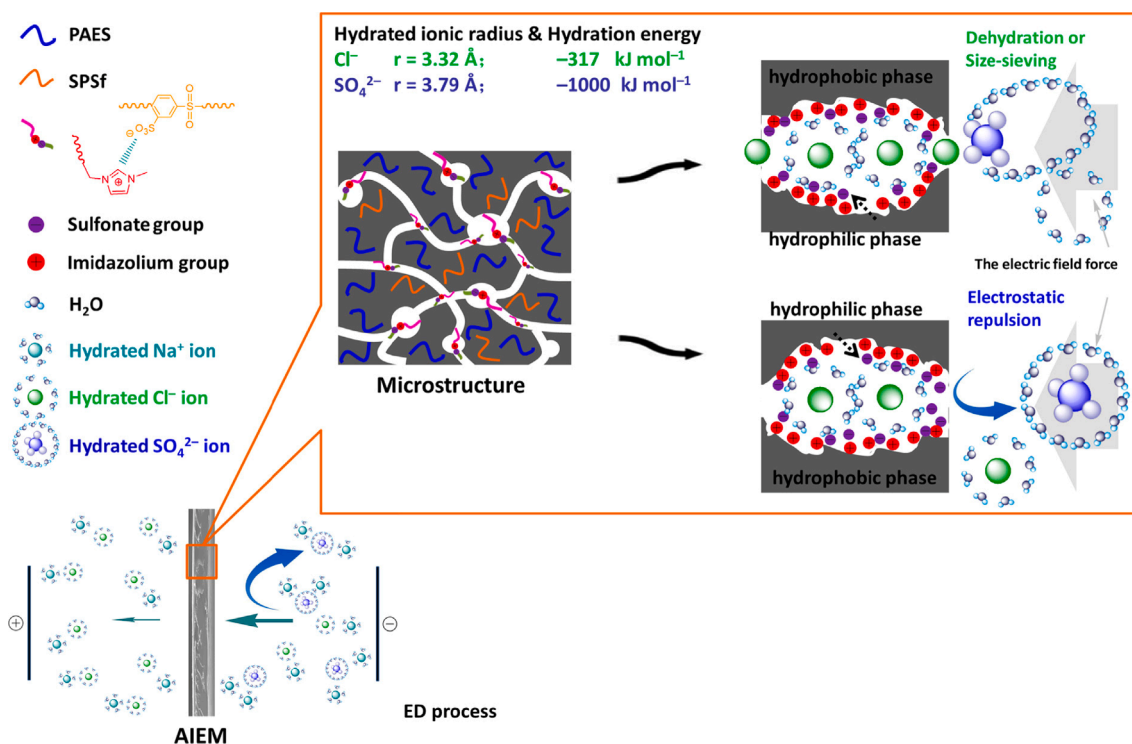 PAES
SPSf
⊖O₃S
S
O
O
N
N
⊕
Sulfonate group
Imidazolium group
H₂O
Hydrated Na⁺ ion
Hydrated Cl⁻ ion
Hydrated SO₄²⁻ ion
Hydrated ionic radius & Hydration energy
Cl⁻ r = 3.32 Å; −317 kJ mol⁻¹
SO₄²⁻ r = 3.79 Å; −1000 kJ mol⁻¹
Microstructure
hydrophobic phase
hydrophilic phase
Dehydration or
Size-sieving
The electric field force
hydrophilic phase
hydrophobic phase
Electrostatic
repulsion
AIEM
ED process